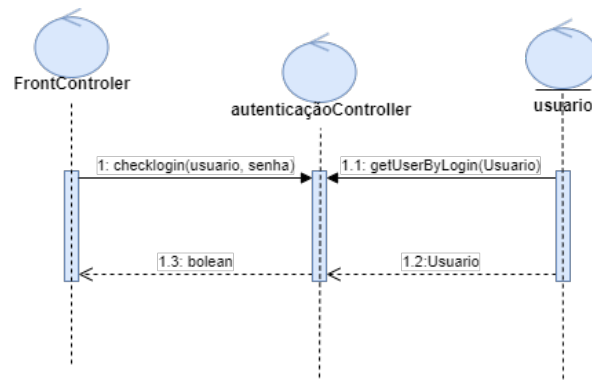 FrontControler
autenticaçãoController
usuario
1: checklogin(usuario, senha)
1.1: getUserByLogin(Usuario)
1.3: bolean
1.2:Usuario